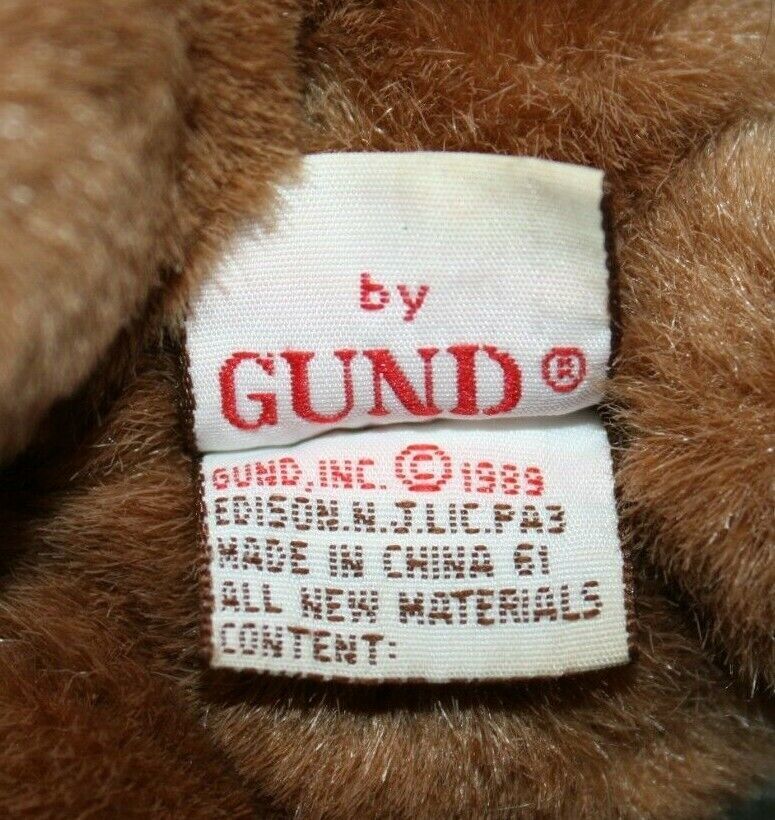 by
GUND®
GUND, INC. © 1989
EDISON.N.J.LIC.PA3
MADE IN CHINA 61
ALL NEW MATERIALS
CONTENT: